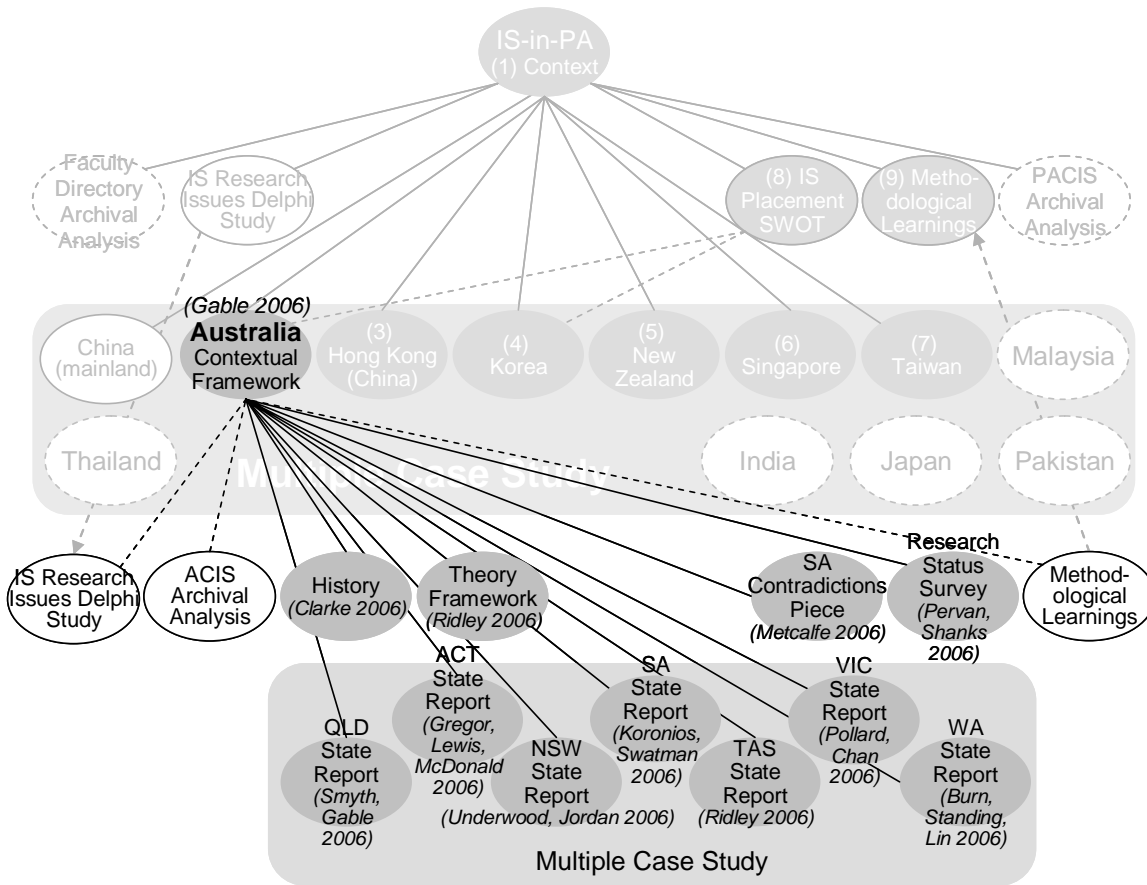 IS-in-PA
(1) Context
Faculty
Directory
Archival
Analysis
IS Research
Issues Delphi
Study
(8) IS
Placement
SWOT
(9) Metho-
dological
Learnings
PACIS
Archival
Analysis
China
(mainland)
(Gable 2006)
Australia
Contextual
Framework
(3)
Hong Kong
(China)
(4)
Korea
(5)
New
Zealand
(6)
Singapore
(7)
Taiwan
Malaysia
Thailand
Multiple Case Study
India
Japan
Pakistan
IS Research
Issues Delphi
Study
ACIS
Archival
Analysis
History
(Clarke 2006)
Theory
Framework
(Ridley 2006)
SA
Contradictions
Piece
(Metcalfe 2006)
Research
Status
Survey
(Pervan,
Shanks
2006)
Method-
ological
Learnings
QLD
State
Report
(Smyth,
Gable
2006)
ACT
State
Report
(Gregor,
Lewis,
McDonald
2006)
NSW
State
Report
(Underwood, Jordan 2006)
SA
State
Report
(Koronios,
Swatman
2006)
TAS
State
Report
(Ridley 2006)
VIC
State
Report
(Pollard,
Chan
2006)
WA
State
Report
(Burn,
Standing,
Lin 2006)
Multiple Case Study